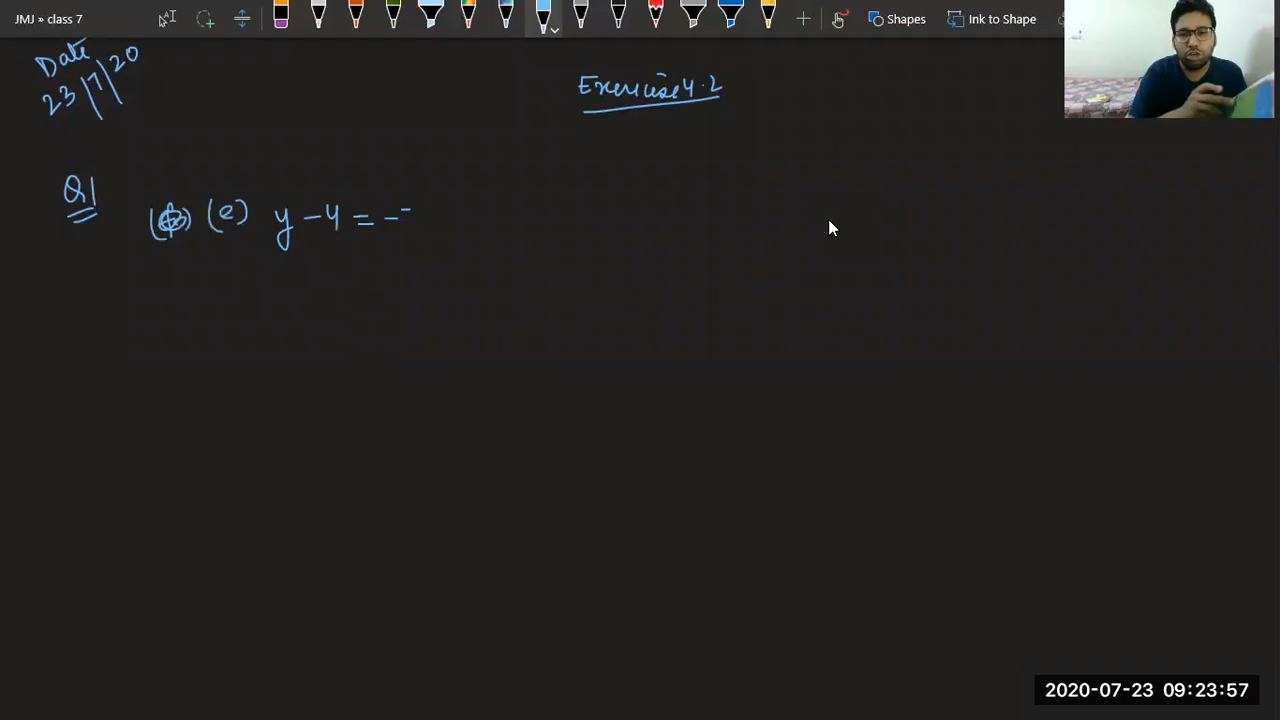 JMJ » class 7
Shapes
Ink to Shape
Date
23/7/20
Exercise 4.2
Q1
(e) y - 4 = -
2020-07-23 09:23:57